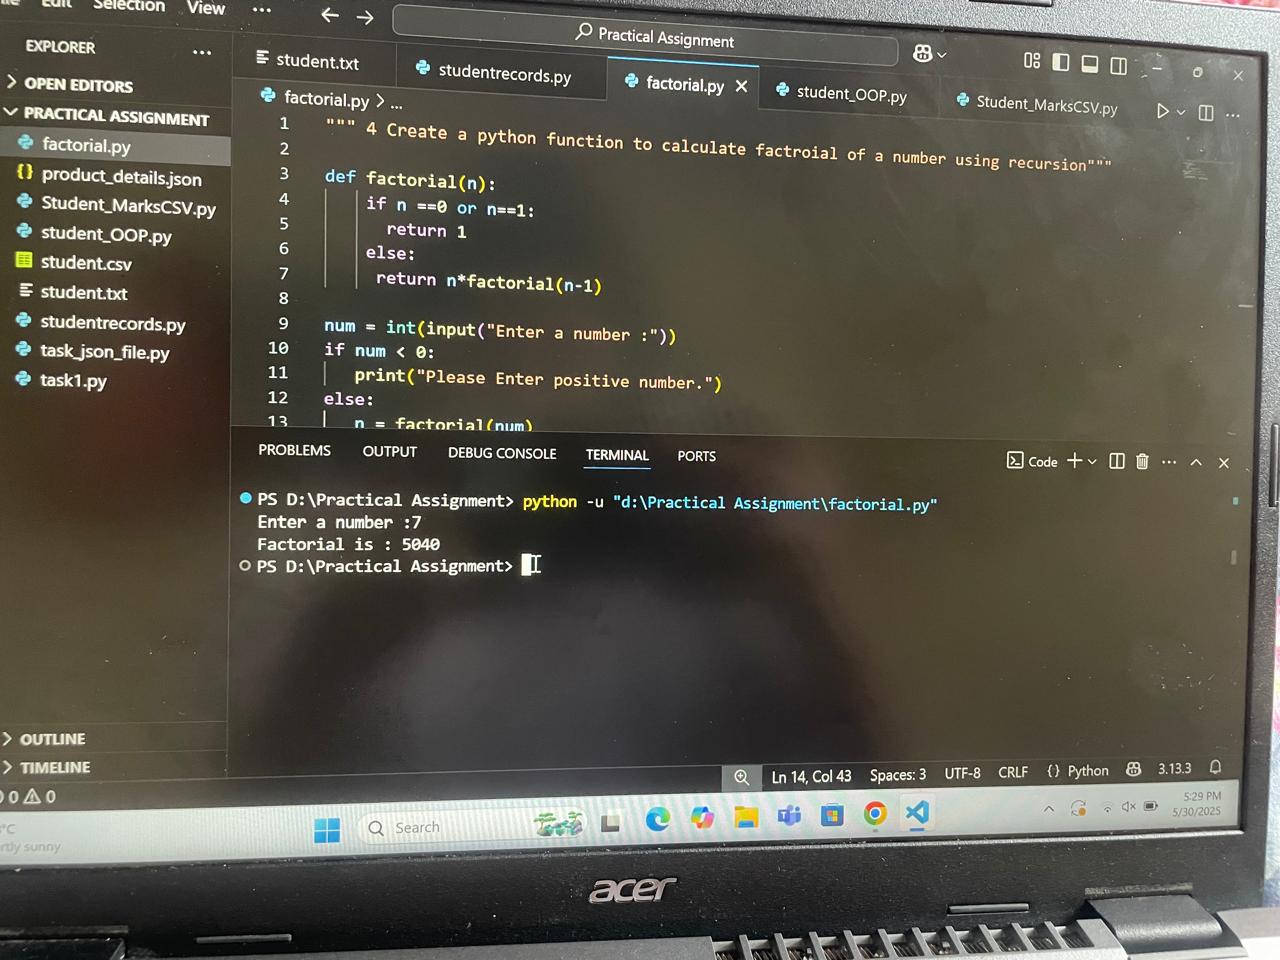 Edit Selection View ...
Practical Assignment
EXPLORER ...
OPEN EDITORS
PRACTICAL ASSIGNMENT
factorial.py
product_details.json
Student_MarksCSV.py
student_OOP.py
student.csv
student.txt
studentrecords.py
task_json_file.py
task1.py
OUTLINE
TIMELINE
student.txt studentrecords.py factorial.py student_OOP.py Student_MarksCSV.py
factorial.py > ...
1 """ 4 Create a python function to calculate factroial of a number using recursion"""
2
3 def factorial(n):
4 if n ==0 or n==1:
5 return 1
6 else:
7 return n*factorial(n-1)
8
9 num = int(input("Enter a number :"))
10 if num < 0:
11 print("Please Enter positive number.")
12 else:
13 n = factorial(num)
PROBLEMS OUTPUT DEBUG CONSOLE TERMINAL PORTS
Code
PS D:\Practical Assignment> python -u "d:\Practical Assignment\factorial.py"
Enter a number :7
Factorial is : 5040
PS D:\Practical Assignment>
0 0
Ln 14, Col 43 Spaces: 3 UTF-8 CRLF {} Python 3.13.3
°C
sunny
Search
5:29 PM
5/30/2025
acer